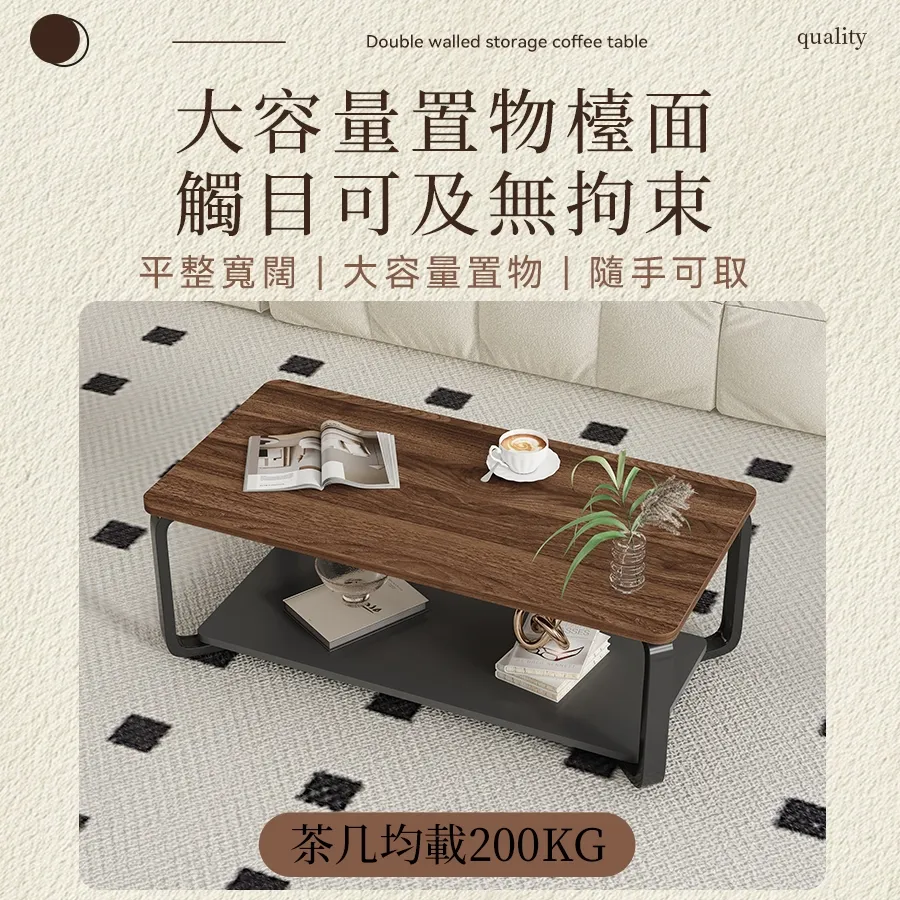 Double walled storage coffee table
quality
大容量置物檯面
觸目可及無拘束
平整寬闊 | 大容量置物 | 隨手可取
茶几均載200KG